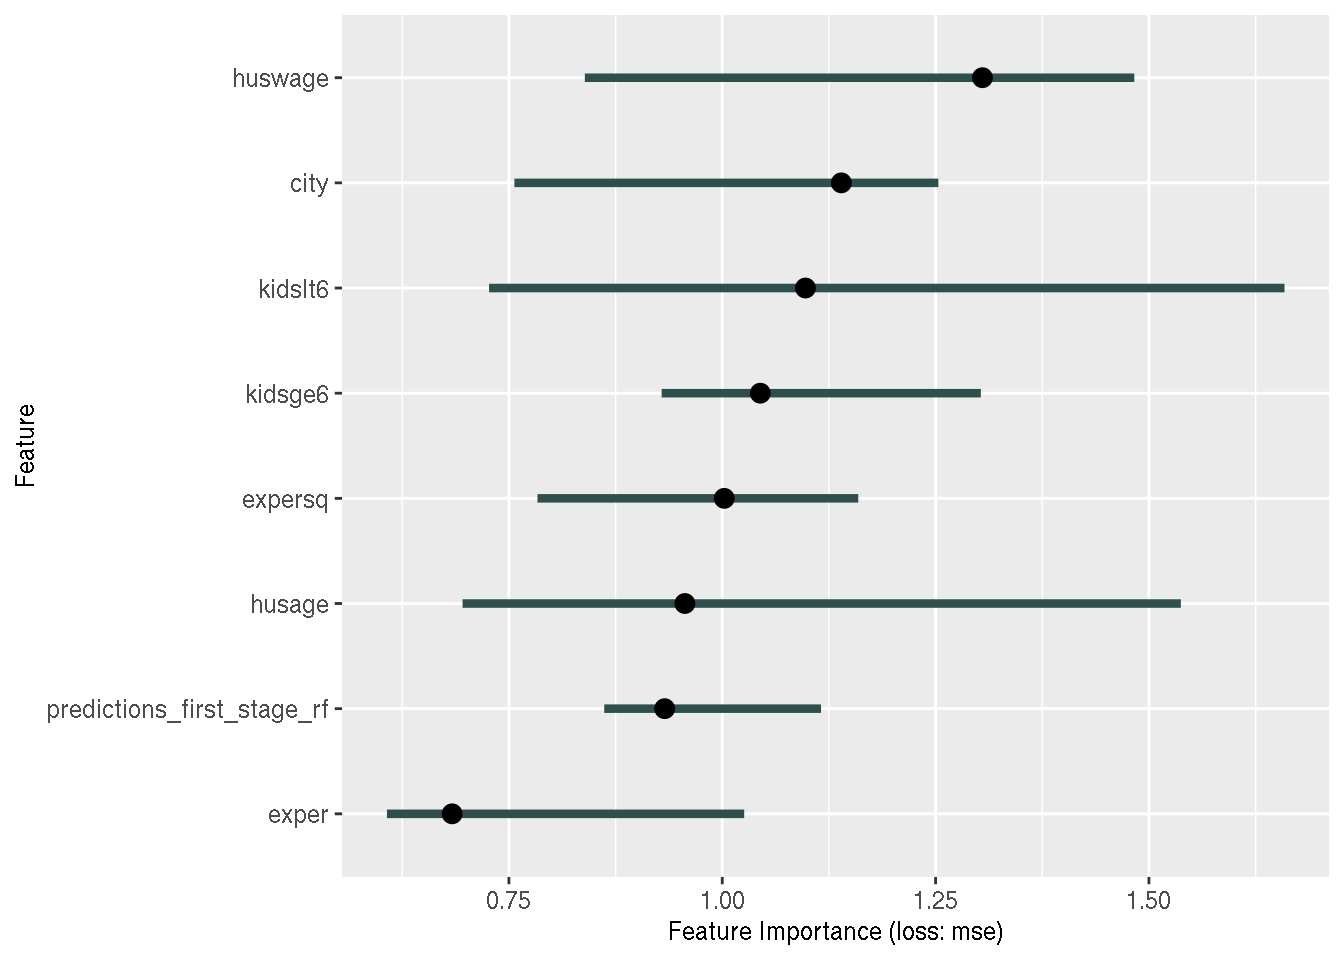 huswage
city
kidslt6
kidsge6
expersq
husage
predictions_first_stage_rf
exper
Feature
0.75 1.00 1.25 1.50
Feature Importance (loss: mse)